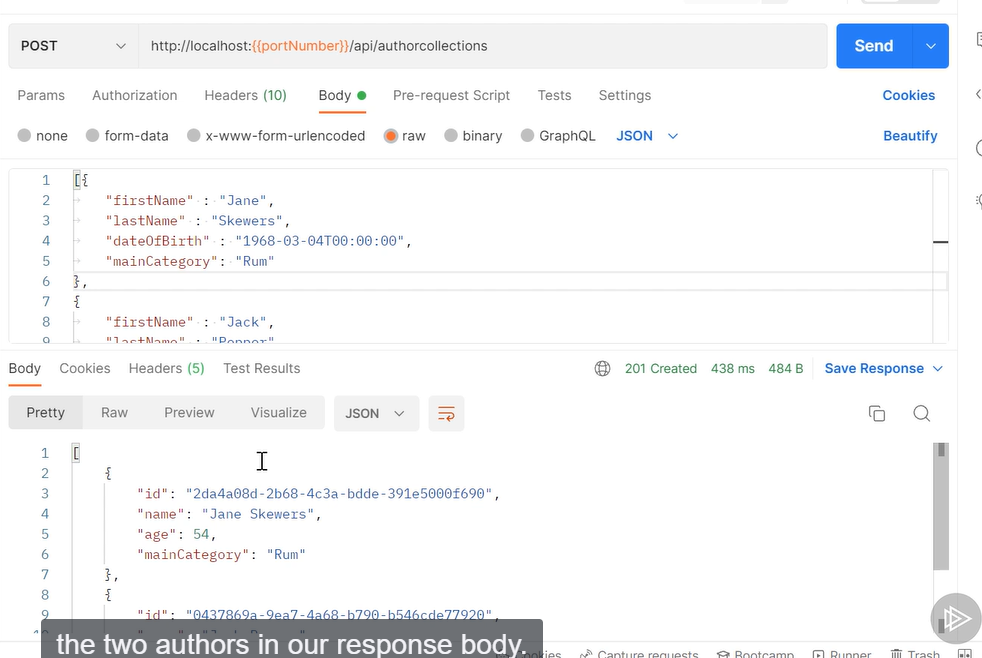 POST http://localhost:{{portNumber}}/api/authorcollections Send
Params Authorization Headers (10) Body Pre-request Script Tests Settings Cookies
none form-data x-www-form-urlencoded raw binary GraphQL JSON Beautify
1 [{
2 "firstName" : "Jane",
3 "lastName" : "Skewers",
4 "dateOfBirth" : "1968-03-04T00:00:00",
5 "mainCategory": "Rum"
6 },
7 {
8 "firstName" : "Jack",
9 "lastName" : "Pepper"
Body Cookies Headers (5) Test Results 201 Created 438 ms 484 B Save Response
Pretty Raw Preview Visualize JSON
1 [
2 {
3 "id": "2da4a08d-2b68-4c3a-bdde-391e5000f690",
4 "name": "Jane Skewers",
5 "age": 54,
6 "mainCategory": "Rum"
7 },
8 {
9 "id": "0437869a-9ea7-4a68-b790-b546cde77920",
the two authors in our response body.
Cookies Capture requests Bootcamp Runner Trash